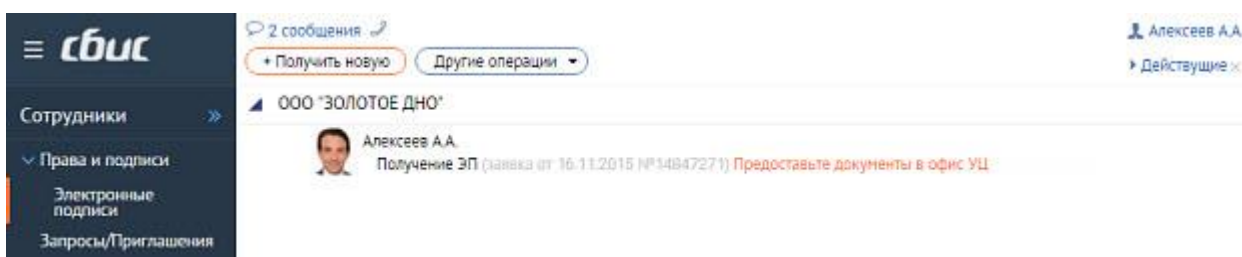 сбис
2 сообщения
Алексеев А.А
+ Получить новую
Другие операции
Действущие ×
Сотрудники »
ООО "ЗОЛОТОЕ ДНО"
Права и подписи
Электронные
подписи
Запросы/Приглашения
Алексеев А.А.
Получение ЭП (заявка от 16.11.2015 №14847271) Предоставьте документы в офис УЦ